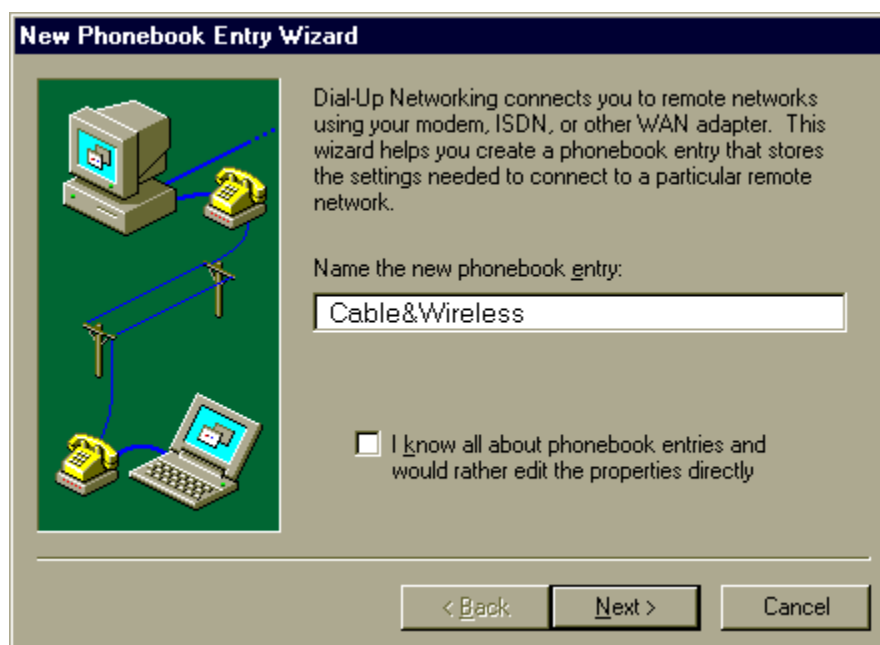 New Phonebook Entry Wizard
Dial-Up Networking connects you to remote networks
using your modem, ISDN, or other WAN adapter.  This
wizard helps you create a phonebook entry that stores
the settings needed to connect to a particular remote
network.
Name the new phonebook entry:
Cable&Wireless
I know all about phonebook entries and
would rather edit the properties directly
< Back
Next >
Cancel